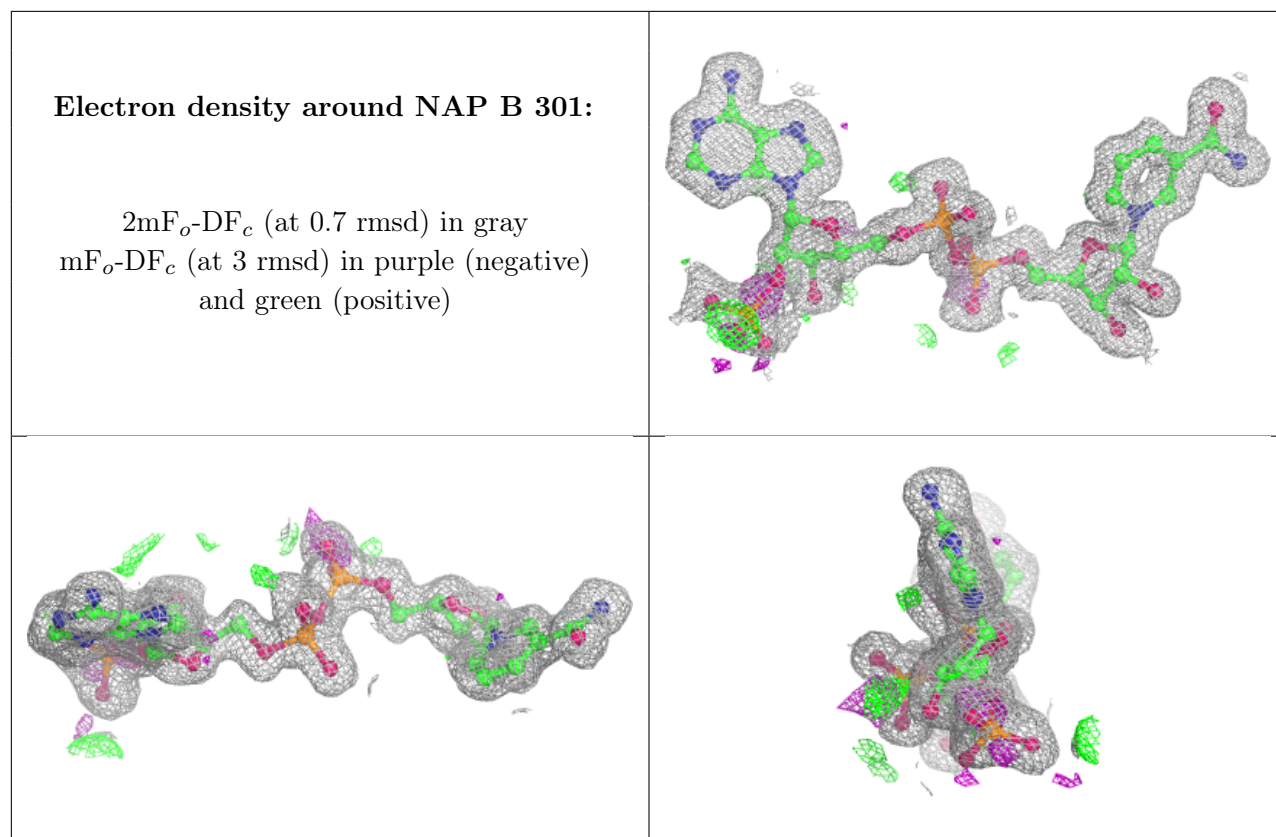 Electron density around NAP B 301:
2mFₒ-DF𝒸 (at 0.7 rmsd) in gray
mFₒ-DF𝒸 (at 3 rmsd) in purple (negative)
and green (positive)